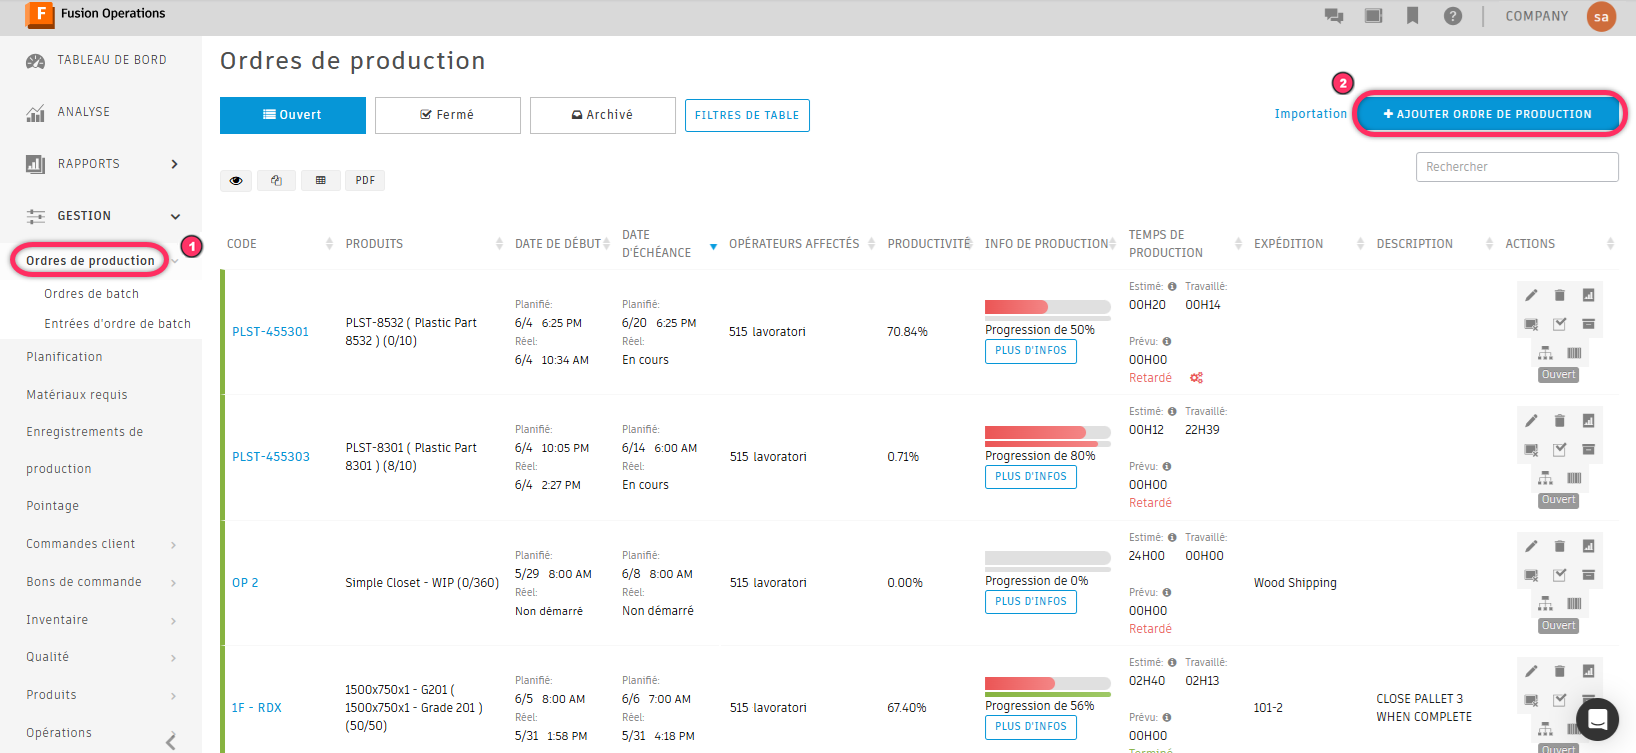 F Fusion Operations
COMPANY
sa
TABLEAU DE BORD
ANALYSE
RAPPORTS
GESTION
Ordres de production
1
Ordres de batch
Entrées d'ordre de batch
Planification
Matériaux requis
Enregistrements de
production
Pointage
Commandes client
Bons de commande
Inventaire
Qualité
Produits
Opérations
Ordres de production
Ouvert
Fermé
Archivé
FILTRES DE TABLE
Importation
2
+ AJOUTER ORDRE DE PRODUCTION
Rechercher
PDF
CODE
PRODUITS
DATE DE DÉBUT
DATE
D'ÉCHÉANCE
OPÉRATEURS AFFECTÉS
PRODUCTIVITÉ
INFO DE PRODUCTION
TEMPS DE
PRODUCTION
EXPÉDITION
DESCRIPTION
ACTIONS
PLST-455301
PLST-8532 ( Plastic Part
8532 ) (0/10)
Planifié:
6/4 6:25 PM
Réel:
6/4 10:34 AM
Planifié:
6/20 6:25 PM
Réel:
En cours
515 lavoratori
70.84%
Progression de 50%
PLUS D'INFOS
Estimé: Travaillé:
00H20 00H14
Prévu:
00H00
Retardé
Ouvert
PLST-455303
PLST-8301 ( Plastic Part
8301 ) (8/10)
Planifié:
6/4 10:05 PM
Réel:
6/4 2:27 PM
Planifié:
6/14 6:00 AM
Réel:
En cours
515 lavoratori
0.71%
Progression de 80%
PLUS D'INFOS
Estimé: Travaillé:
00H12 22H39
Prévu:
00H00
Retardé
Ouvert
OP 2
Simple Closet - WIP (0/360)
Planifié:
5/29 8:00 AM
Réel:
Non démarré
Planifié:
6/8 8:00 AM
Réel:
Non démarré
515 lavoratori
0.00%
Progression de 0%
PLUS D'INFOS
Estimé: Travaillé:
24H00 00H00
Prévu:
00H00
Retardé
Wood Shipping
Ouvert
1F - RDX
1500x750x1 - G201 (
1500x750x1 - Grade 201 )
(50/50)
Planifié:
6/5 8:00 AM
Réel:
5/31 1:58 PM
Planifié:
6/6 7:00 AM
Réel:
5/31 4:18 PM
515 lavoratori
67.40%
Progression de 56%
PLUS D'INFOS
Estimé: Travaillé:
02H40 02H13
Prévu:
00H00
Terminé
101-2
CLOSE PALLET 3
WHEN COMPLETE
Ouvert